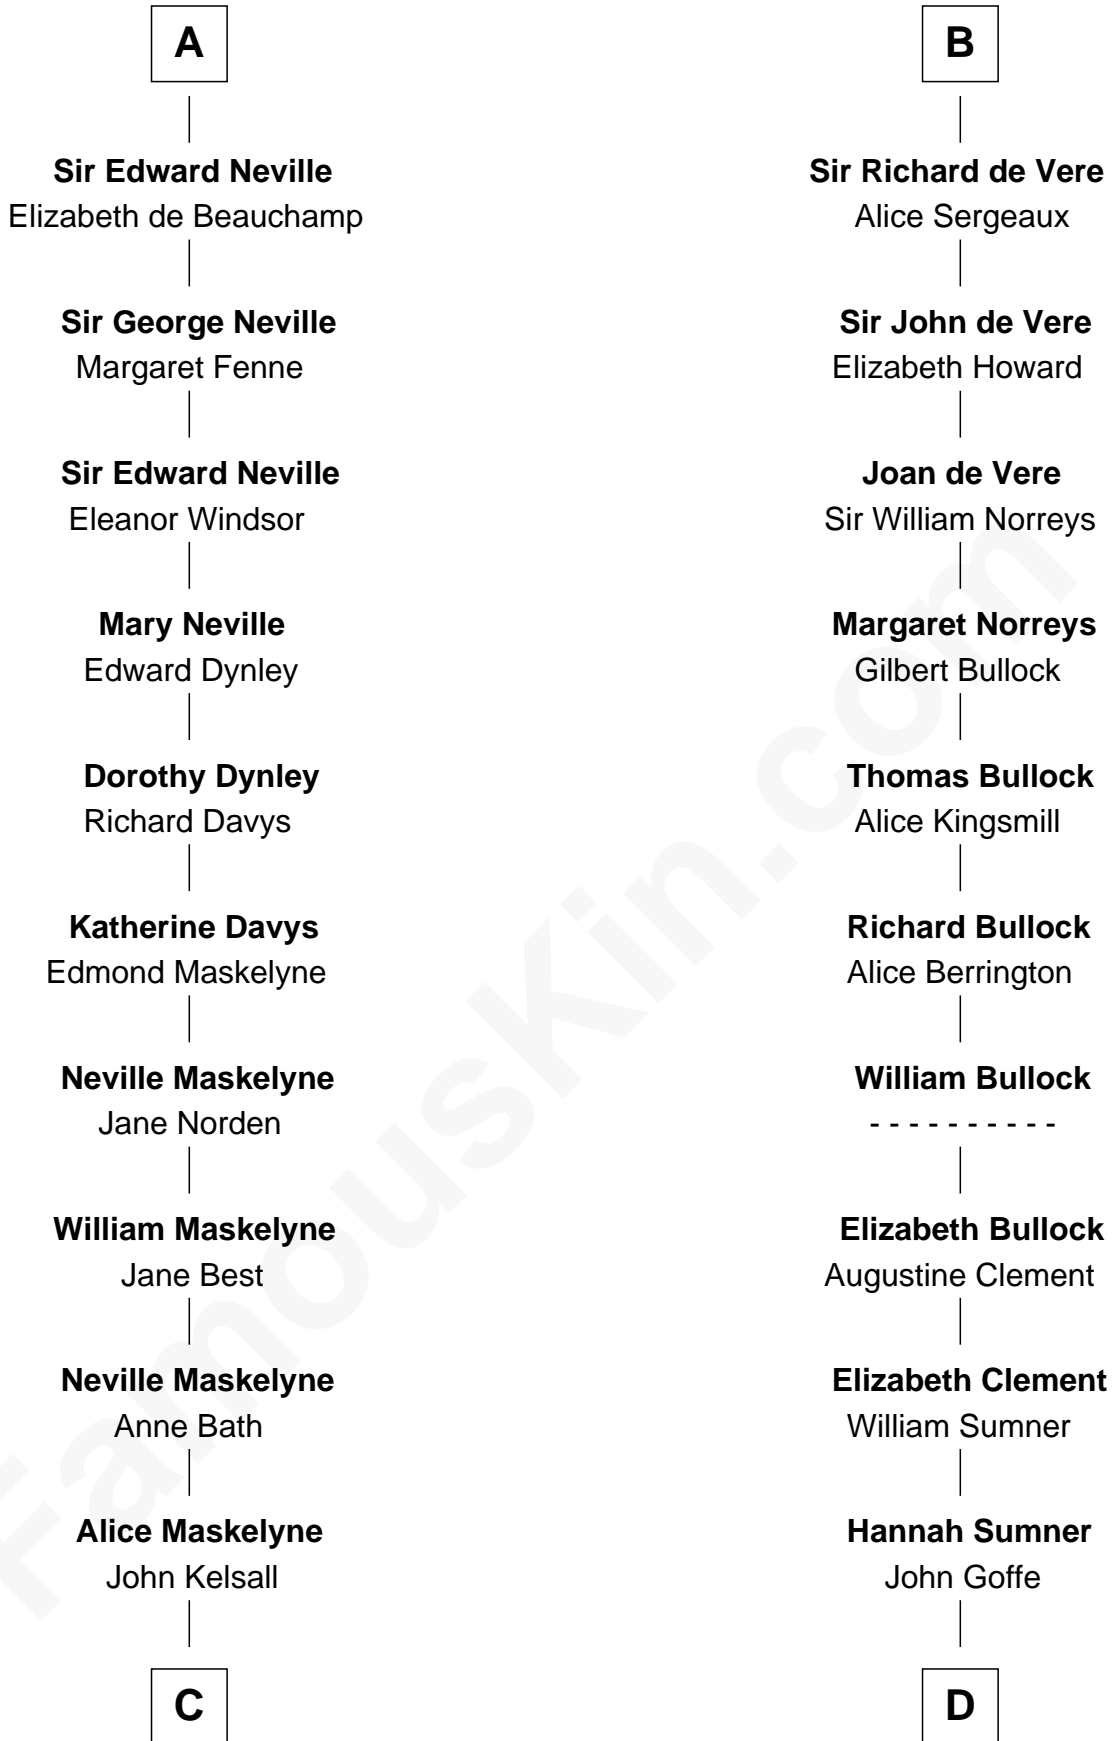 A
Sir Edward Neville
Elizabeth de Beauchamp
Sir George Neville
Margaret Fenne
Sir Edward Neville
Eleanor Windsor
Mary Neville
Edward Dynley
Dorothy Dynley
Richard Davys
Katherine Davys
Edmond Maskelyne
Neville Maskelyne
Jane Norden
William Maskelyne
Jane Best
Neville Maskelyne
Anne Bath
Alice Maskelyne
John Kelsall
C
B
Sir Richard de Vere
Alice Sergeaux
Sir John de Vere
Elizabeth Howard
Joan de Vere
Sir William Norreys
Margaret Norreys
Gilbert Bullock
Thomas Bullock
Alice Kingsmill
Richard Bullock
Alice Berrington
William Bullock
- - - - - - - - - -
Elizabeth Bullock
Augustine Clement
Elizabeth Clement
William Sumner
Hannah Sumner
John Goffe
D
FamousKin.com